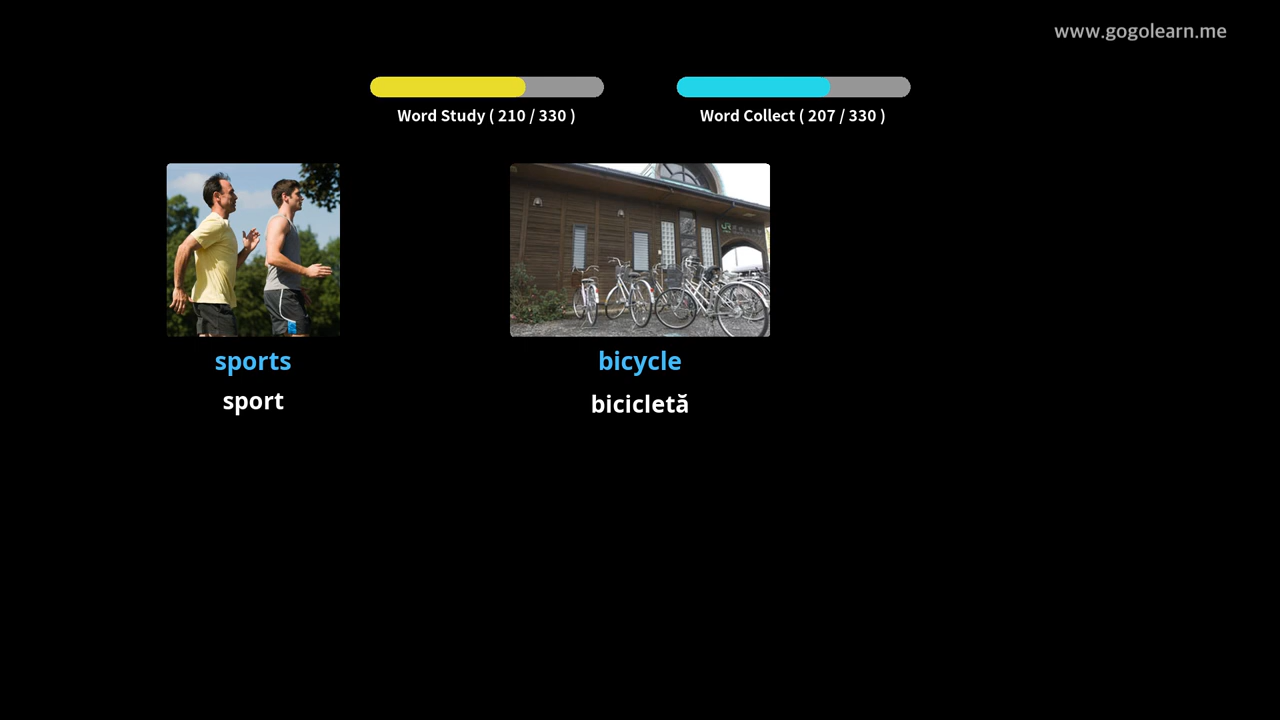 www.gogolearn.me
Word Study ( 210 / 330 )
Word Collect ( 207 / 330 )
sports
sport
bicycle
bicicletă